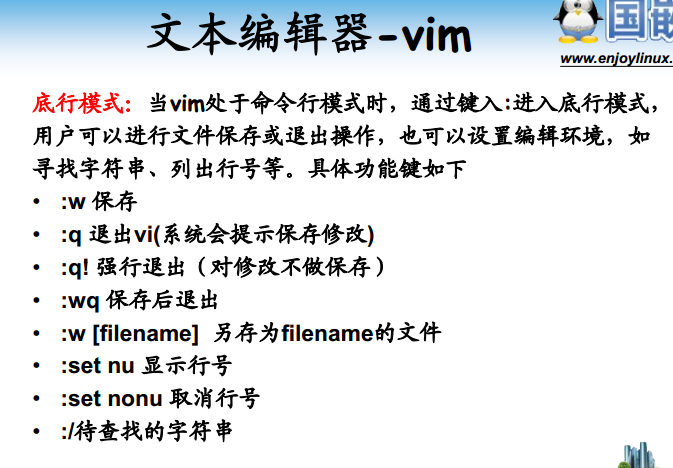 文本编辑器-vim
国嵌
www.enjoylinux.
底行模式：当vim处于命令行模式时，通过键入:进入底行模式，
用户可以进行文件保存或退出操作，也可以设置编辑环境，如
寻找字符串、列出行号等。具体功能键如下
• :w 保存
• :q 退出vi(系统会提示保存修改)
• :q! 强行退出（对修改不做保存）
• :wq 保存后退出
• :w [filename] 另存为filename的文件
• :set nu 显示行号
• :set nonu 取消行号
• :/待查找的字符串